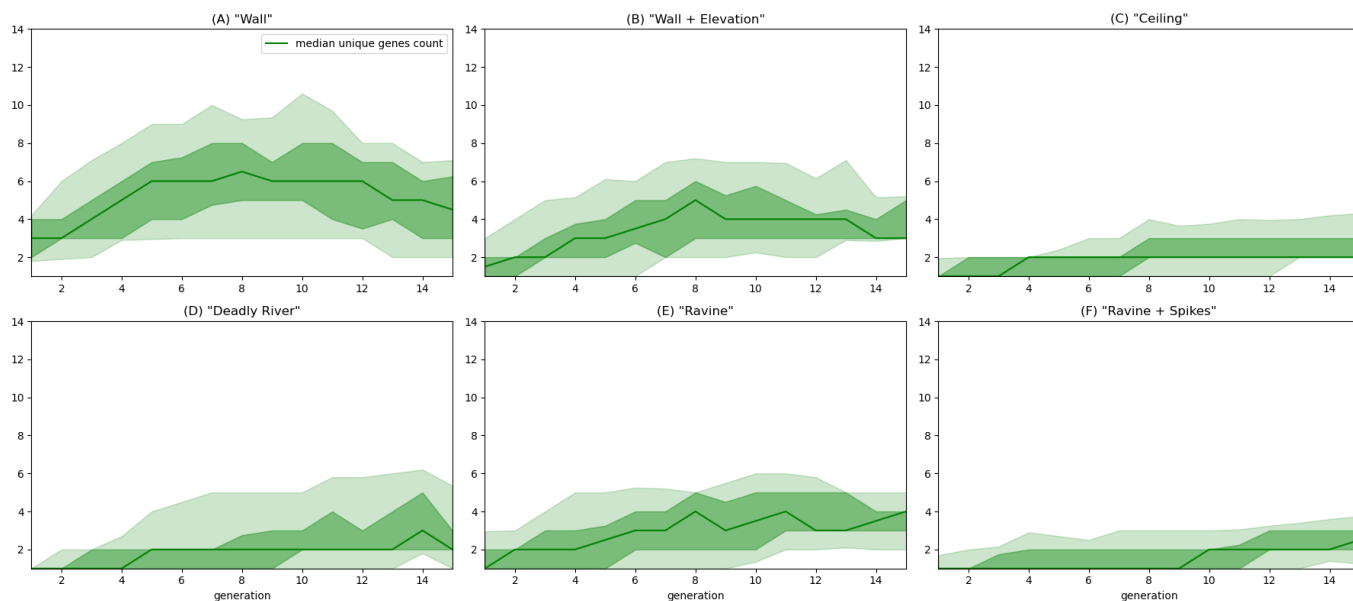 (A) "Wall"
14
12
10
8
6
4
2
median unique genes count
2 4 6 8 10 12 14
(B) "Wall + Elevation"
14
12
10
8
6
4
2
2 4 6 8 10 12 14
(C) "Ceiling"
14
12
10
8
6
4
2
2 4 6 8 10 12 14
(D) "Deadly River"
14
12
10
8
6
4
2
2 4 6 8 10 12 14
generation
(E) "Ravine"
14
12
10
8
6
4
2
2 4 6 8 10 12 14
generation
(F) "Ravine + Spikes"
14
12
10
8
6
4
2
2 4 6 8 10 12 14
generation